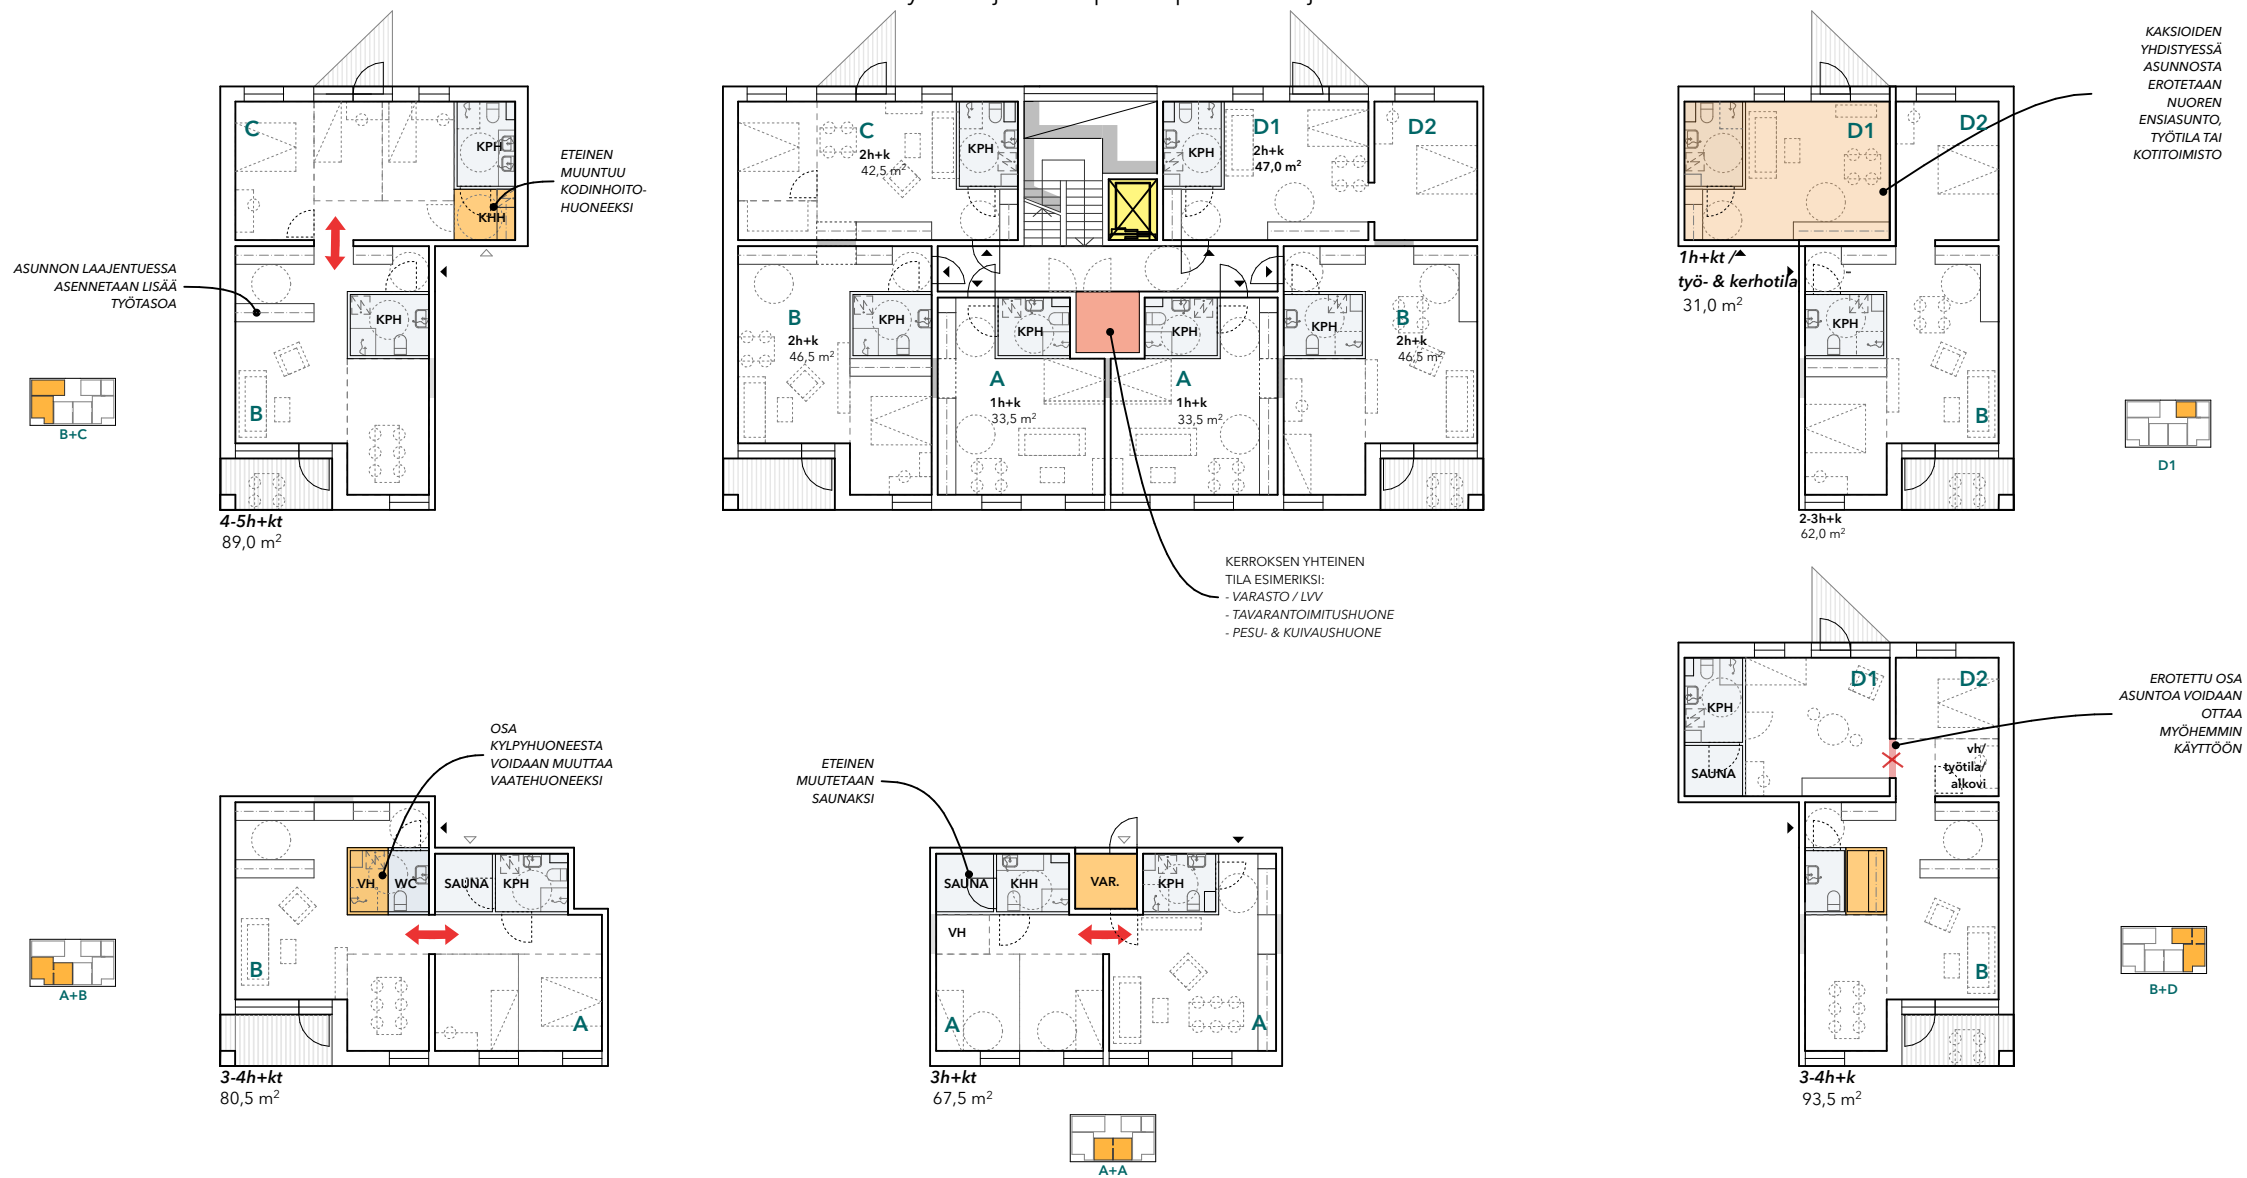 C
KPH
KHH
ETEINEN
MUUNTUU
KODINHOITO-
HUONEEKSI
ASUNNON LAAJENTUESSA
ASENNETAAN LISÄÄ
TYÖTASOA
KPH
B
B+C
4-5h+kt
89,0 m²
C
2h+k
42,5 m²
KPH
KPH
D1
2h+k
47,0 m²
D2
B
2h+k
46,5 m²
KPH
KPH
KPH
KPH
B
2h+k
46,5 m²
A
1h+k
33,5 m²
A
1h+k
33,5 m²
KERROKSEN YHTEINEN
TILA ESIMERIKSI:
- VARASTO / LVV
- TAVARANTOIMITUSHUONE
- PESU- & KUIVAUSHUONE
KAKSIOIDEN
YHDISTYESSÄ
ASUNNOSTA
EROTETAAN
NUOREN
ENSIASUNTO,
TYÖTILA TAI
KOTITOIMISTO
D1
D2
1h+kt /
työ- & kerhotila
31,0 m²
KPH
B
2-3h+k
62,0 m²
D1
OSA
KYLPYHUONEESTA
VOIDAAN MUUTTAA
VAATEHUONEEKSI
VH
WC
SAUNA
KPH
B
A
A+B
3-4h+kt
80,5 m²
ETEINEN
MUUTETAAN
SAUNAKSI
SAUNA
KHH
VAR.
KPH
VH
A
A
3h+kt
67,5 m²
A+A
D1
D2
KPH
SAUNA
vh/
työtila/
alkovi
EROTETTU OSA
ASUNTOA VOIDAAN
OTTAA
MYÖHEMMIN
KÄYTTÖÖN
B
B+D
3-4h+k
93,5 m²